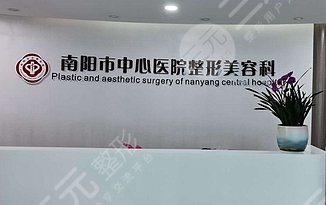 南阳市中心医院整形美容科
Plastic and aesthetic surgery of nanyang central